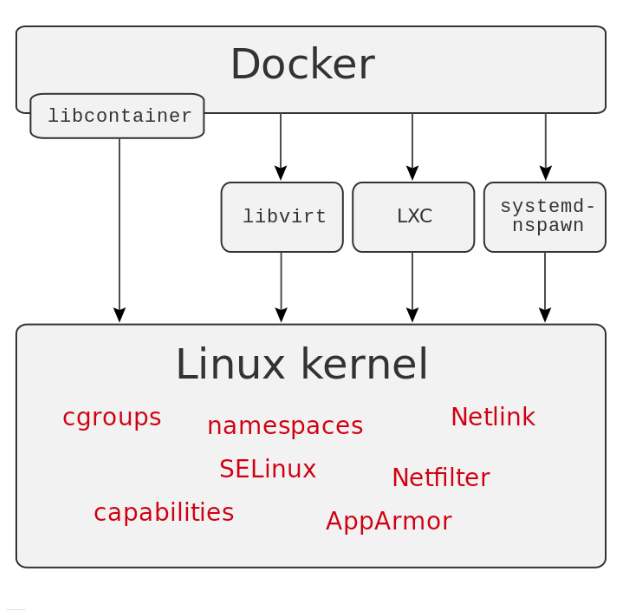 Docker
libcontainer
libvirt
LXC
systemd-
nspawn
Linux kernel
cgroups
namespaces
Netlink
SELinux
Netfilter
capabilities
AppArmor